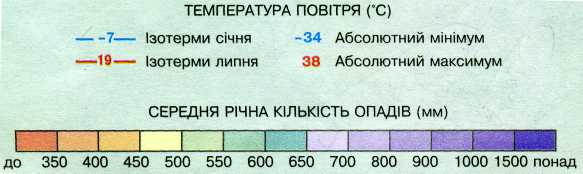 ТЕМПЕРАТУРА ПОВІТРЯ (°С)
-7 Ізотерми січня -34 Абсолютний мінімум
19 Ізотерми липня 38 Абсолютний максимум
СЕРЕДНЯ РІЧНА КІЛЬКІСТЬ ОПАДІВ (мм)
до 350 400 450 500 550 600 650 700 800 900 1000 1500 понад